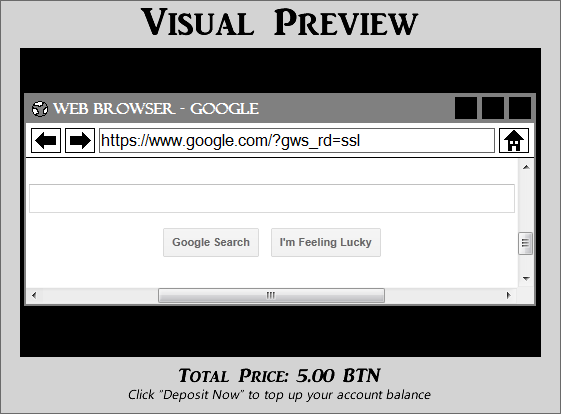 Visual Preview
Web Browser - Google
https://www.google.com/?gws_rd=ssl
Google Search I'm Feeling Lucky
Total Price: 5.00 BTN
Click "Deposit Now" to top up your account balance